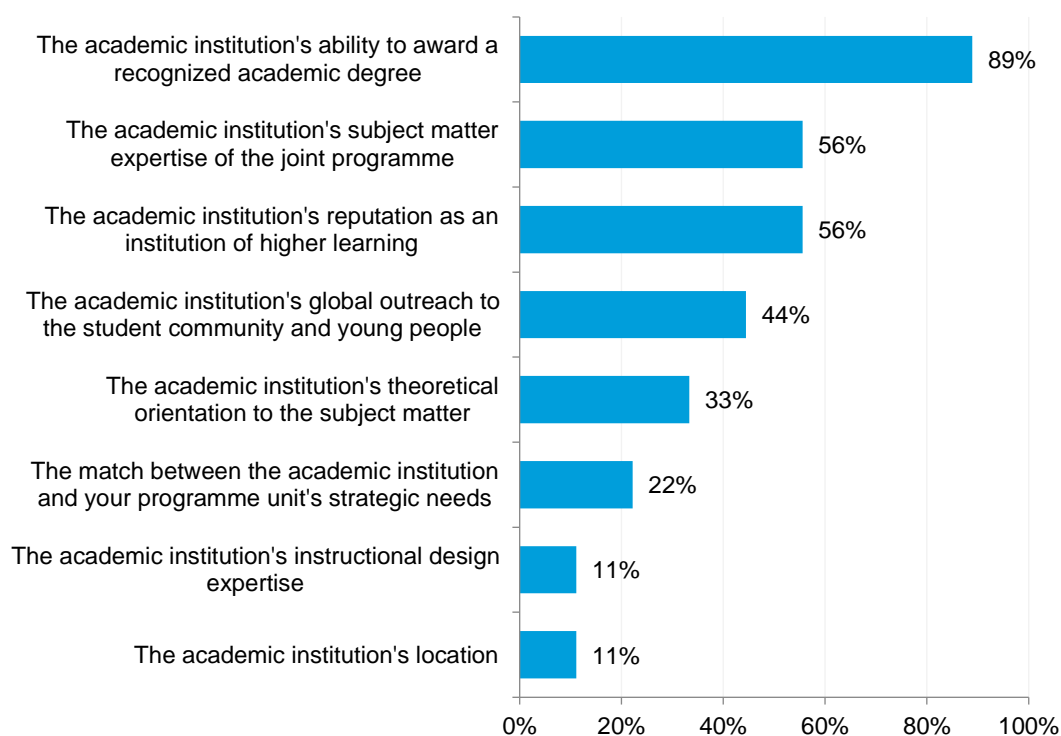 The academic institution's ability to award a
recognized academic degree
89%
The academic institution's subject matter
expertise of the joint programme
56%
The academic institution's reputation as an
institution of higher learning
56%
The academic institution's global outreach to
the student community and young people
44%
The academic institution's theoretical
orientation to the subject matter
33%
The match between the academic institution
and your programme unit's strategic needs
22%
The academic institution's instructional design
expertise
11%
The academic institution's location
11%
0% 20% 40% 60% 80% 100%